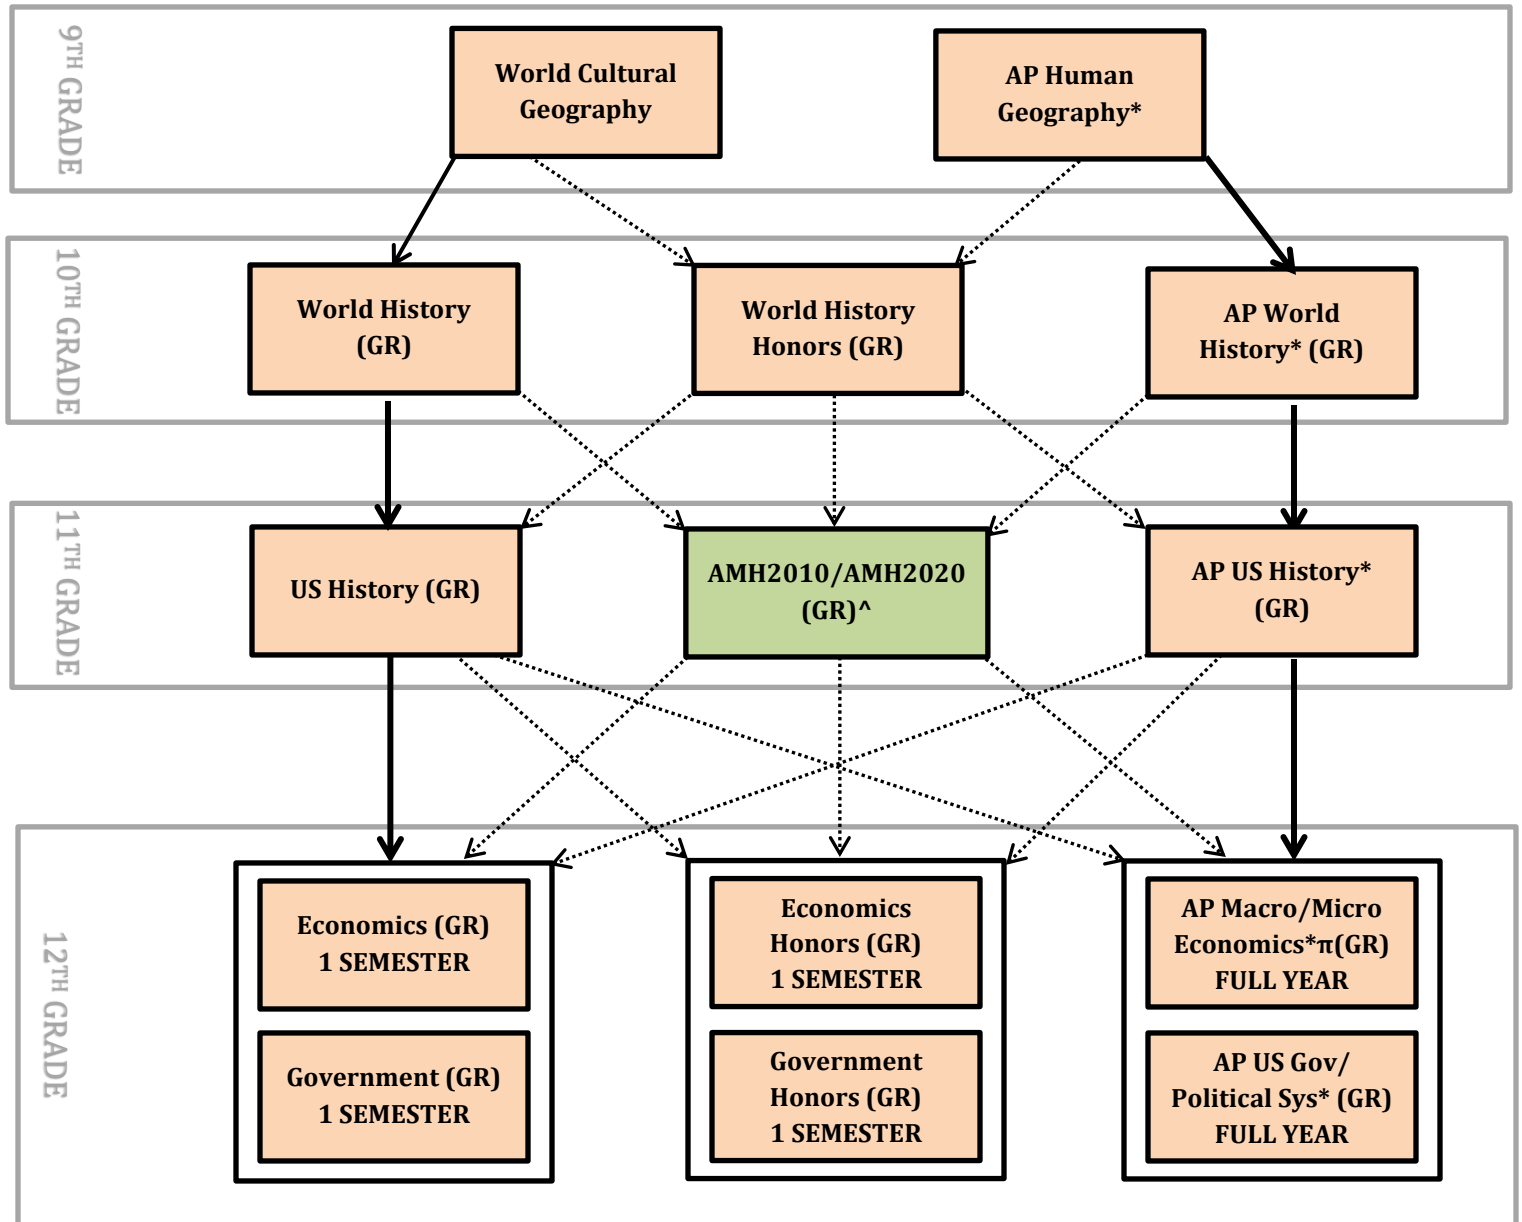 9TH GRADE
World Cultural
Geography
AP Human
Geography*
10TH GRADE
World History
(GR)
World History
Honors (GR)
AP World
History* (GR)
11TH GRADE
US History (GR)
AMH2010/AMH2020
(GR)^
AP US History*
(GR)
12TH GRADE
Economics (GR)
1 SEMESTER
Government (GR)
1 SEMESTER
Economics
Honors (GR)
1 SEMESTER
Government
Honors (GR)
1 SEMESTER
AP Macro/Micro
Economics*π(GR)
FULL YEAR
AP US Gov/
Political Sys* (GR)
FULL YEAR